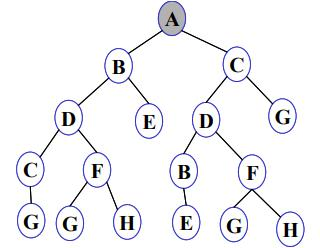 A
B C
D E D G
C F B F
G G H E G H